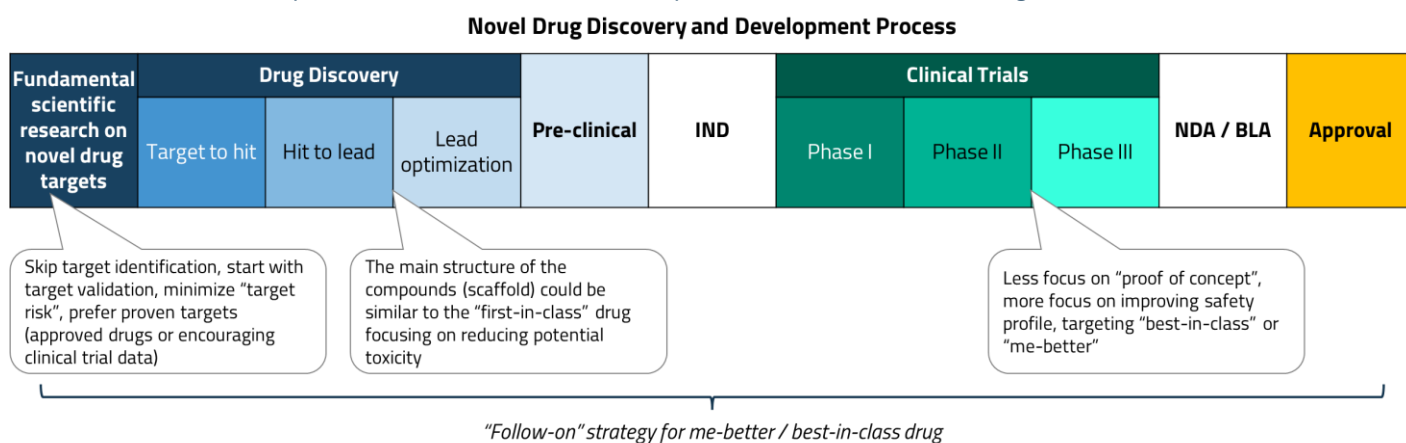 Novel Drug Discovery and Development Process
Fundamental
scientific
research on
novel drug
targets
Drug Discovery
Target to hit
Hit to lead
Lead
optimization
Pre-clinical
IND
Clinical Trials
Phase I
Phase II
Phase III
NDA / BLA
Approval
Skip target identification, start with
target validation, minimize “target
risk”, prefer proven targets
(approved drugs or encouraging
clinical trial data)
The main structure of the
compounds (scaffold) could be
similar to the “first-in-class” drug
focusing on reducing potential
toxicity
Less focus on “proof of concept”,
more focus on improving safety
profile, targeting “best-in-class” or
“me-better”
“Follow-on” strategy for me-better / best-in-class drug